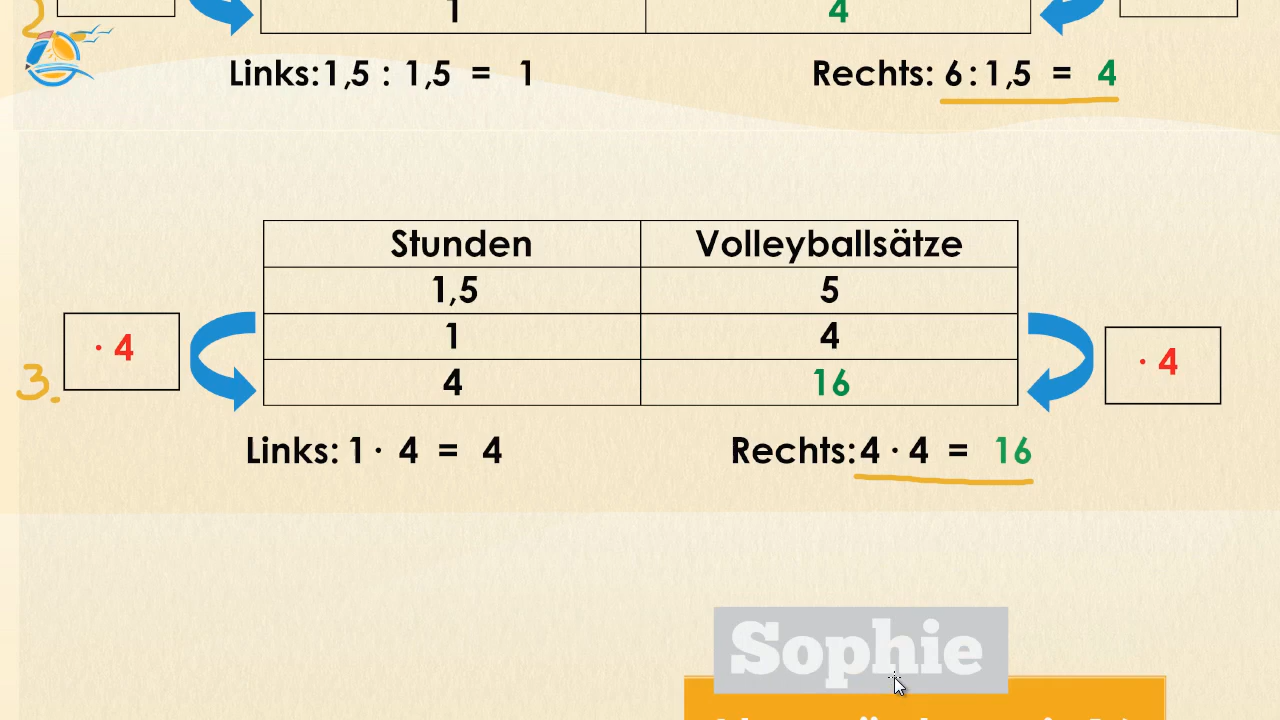 2
1 4
Links: 1,5 : 1,5 = 1 Rechts: 6 : 1,5 = 4
Stunden Volleyballsätze
1,5 5
· 4 1 4 · 4
3. 4 16
Links: 1 · 4 = 4 Rechts: 4 · 4 = 16
Sophie